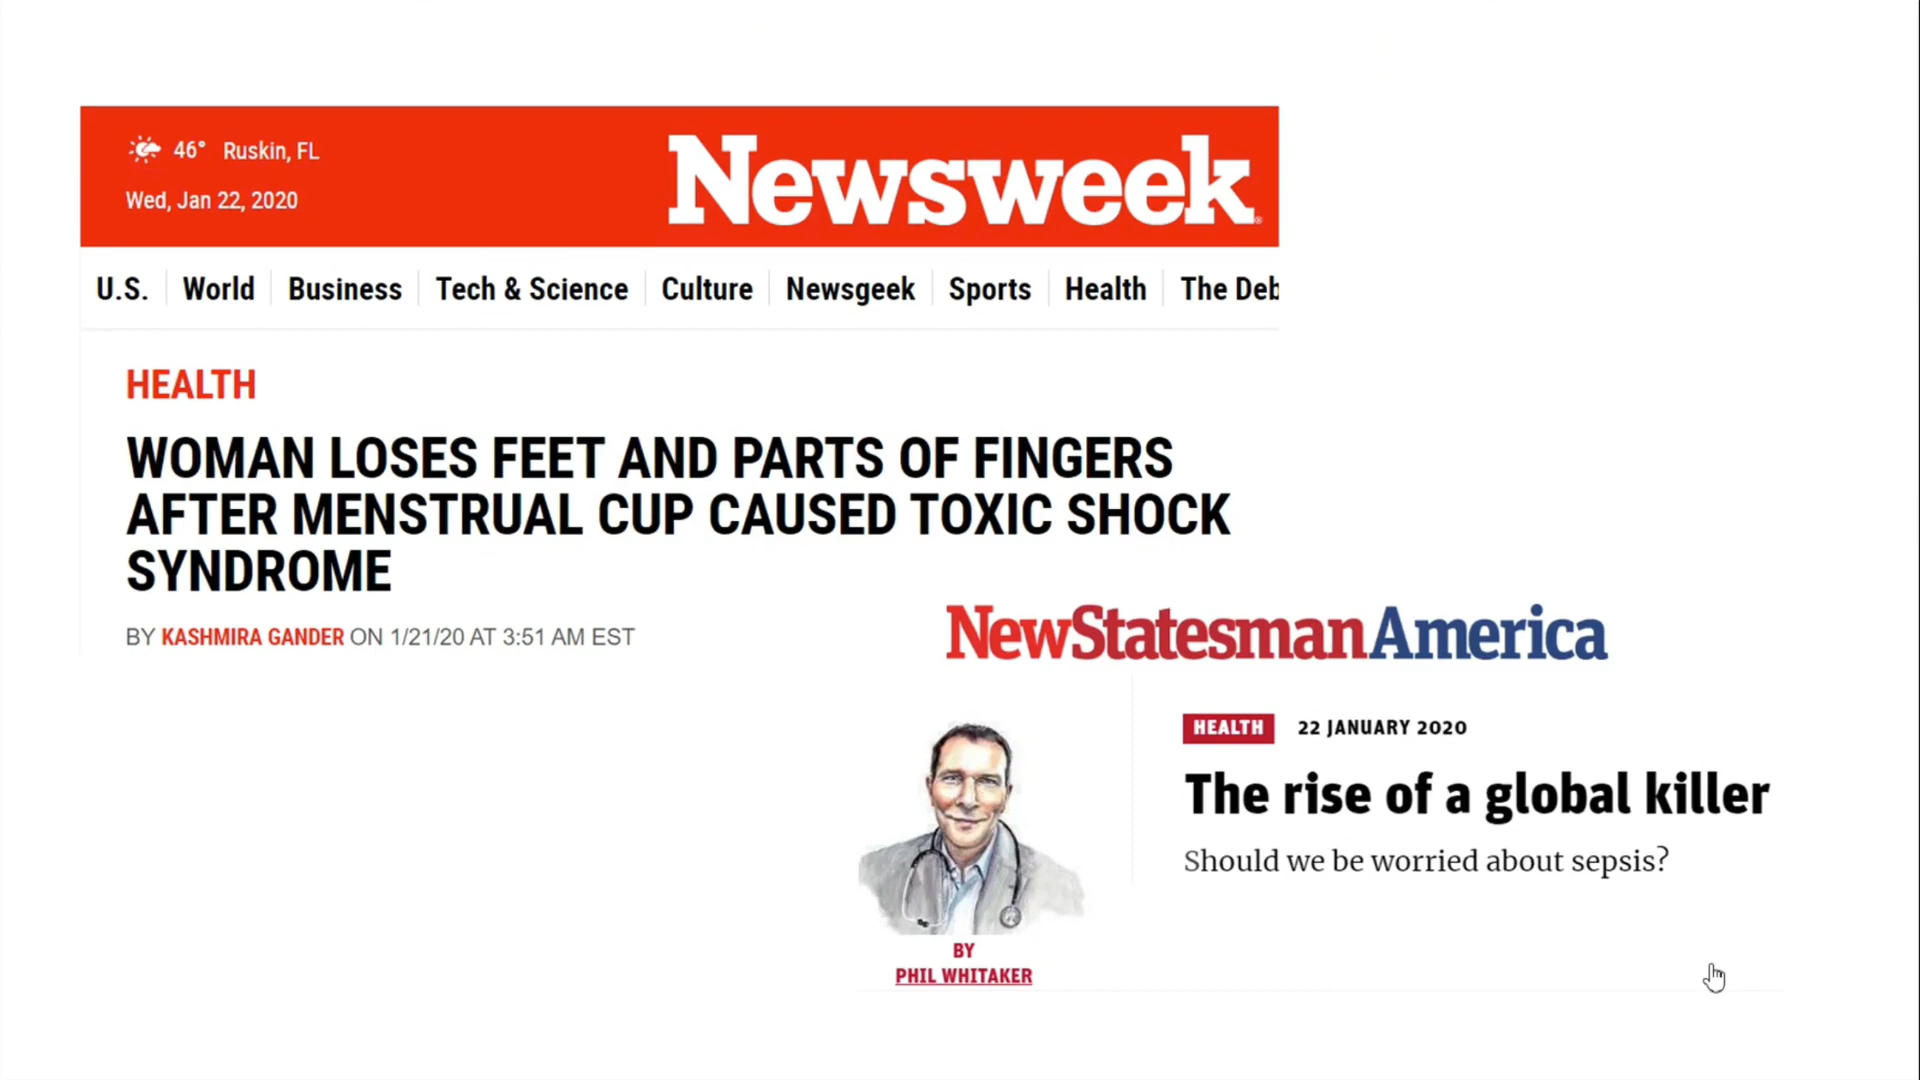 46° Ruskin, FL
Wed, Jan 22, 2020
Newsweek
U.S. World Business Tech & Science Culture Newsgeek Sports Health The Deb
HEALTH
WOMAN LOSES FEET AND PARTS OF FINGERS
AFTER MENSTRUAL CUP CAUSED TOXIC SHOCK
SYNDROME
BY KASHMIRA GANDER ON 1/21/20 AT 3:51 AM EST
NewStatesmanAmerica
HEALTH 22 JANUARY 2020
The rise of a global killer
Should we be worried about sepsis?
BY
PHIL WHITAKER